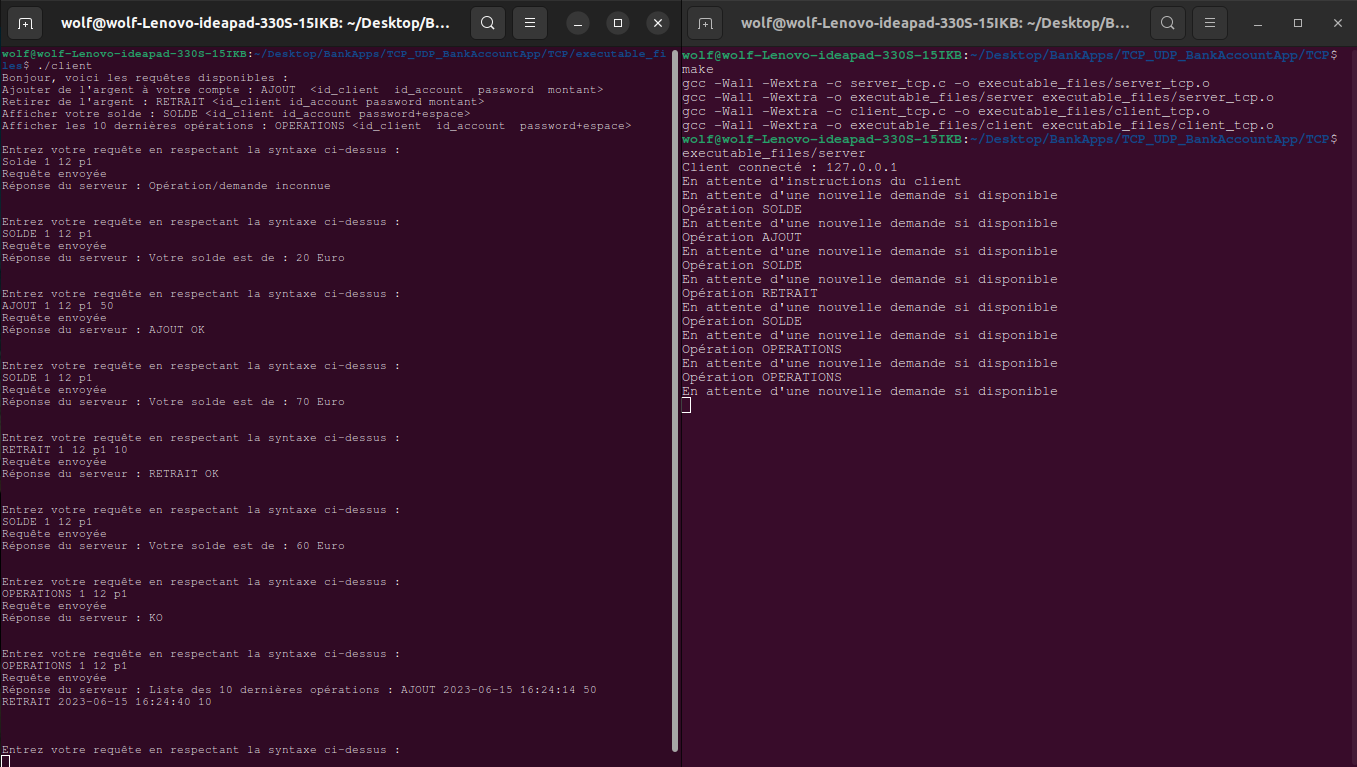 wolf@wolf-Lenovo-ideapad-330S-15IKB: ~/Desktop/B...
wolf@wolf-Lenovo-ideapad-330S-15IKB:~/Desktop/BankApps/TCP_UDP_BankAccountApp/TCP/executable_fi
les$ ./client
Bonjour, voici les requêtes disponibles :
Ajouter de l'argent à votre compte : AJOUT  <id_client  id_account  password  montant>
Retirer de l'argent : RETRAIT <id_client id_account password montant>
Afficher votre solde : SOLDE <id_client id_account password+espace>
Afficher les 10 dernières opérations : OPERATIONS <id_client  id_account  password+espace>
Entrez votre requête en respectant la syntaxe ci-dessus :
Solde 1 12 p1
Requête envoyée
Réponse du serveur : Opération/demande inconnue
Entrez votre requête en respectant la syntaxe ci-dessus :
SOLDE 1 12 p1
Requête envoyée
Réponse du serveur : Votre solde est de : 20 Euro
Entrez votre requête en respectant la syntaxe ci-dessus :
AJOUT 1 12 p1 50
Requête envoyée
Réponse du serveur : AJOUT OK
Entrez votre requête en respectant la syntaxe ci-dessus :
SOLDE 1 12 p1
Requête envoyée
Réponse du serveur : Votre solde est de : 70 Euro
Entrez votre requête en respectant la syntaxe ci-dessus :
RETRAIT 1 12 p1 10
Requête envoyée
Réponse du serveur : RETRAIT OK
Entrez votre requête en respectant la syntaxe ci-dessus :
SOLDE 1 12 p1
Requête envoyée
Réponse du serveur : Votre solde est de : 60 Euro
Entrez votre requête en respectant la syntaxe ci-dessus :
OPERATIONS 1 12 p1
Requête envoyée
Réponse du serveur : KO
Entrez votre requête en respectant la syntaxe ci-dessus :
OPERATIONS 1 12 p1
Requête envoyée
Réponse du serveur : Liste des 10 dernières opérations : AJOUT 2023-06-15 16:24:14 50
RETRAIT 2023-06-15 16:24:40 10
Entrez votre requête en respectant la syntaxe ci-dessus :
wolf@wolf-Lenovo-ideapad-330S-15IKB: ~/Desktop/B...
wolf@wolf-Lenovo-ideapad-330S-15IKB:~/Desktop/BankApps/TCP_UDP_BankAccountApp/TCP$
make
gcc -Wall -Wextra -c server_tcp.c -o executable_files/server_tcp.o
gcc -Wall -Wextra -o executable_files/server executable_files/server_tcp.o
gcc -Wall -Wextra -c client_tcp.c -o executable_files/client_tcp.o
gcc -Wall -Wextra -o executable_files/client executable_files/client_tcp.o
wolf@wolf-Lenovo-ideapad-330S-15IKB:~/Desktop/BankApps/TCP_UDP_BankAccountApp/TCP$
executable_files/server
Client connecté : 127.0.0.1
En attente d'instructions du client
En attente d'une nouvelle demande si disponible
Opération SOLDE
En attente d'une nouvelle demande si disponible
Opération AJOUT
En attente d'une nouvelle demande si disponible
Opération SOLDE
En attente d'une nouvelle demande si disponible
Opération RETRAIT
En attente d'une nouvelle demande si disponible
Opération SOLDE
En attente d'une nouvelle demande si disponible
Opération OPERATIONS
En attente d'une nouvelle demande si disponible
Opération OPERATIONS
En attente d'une nouvelle demande si disponible